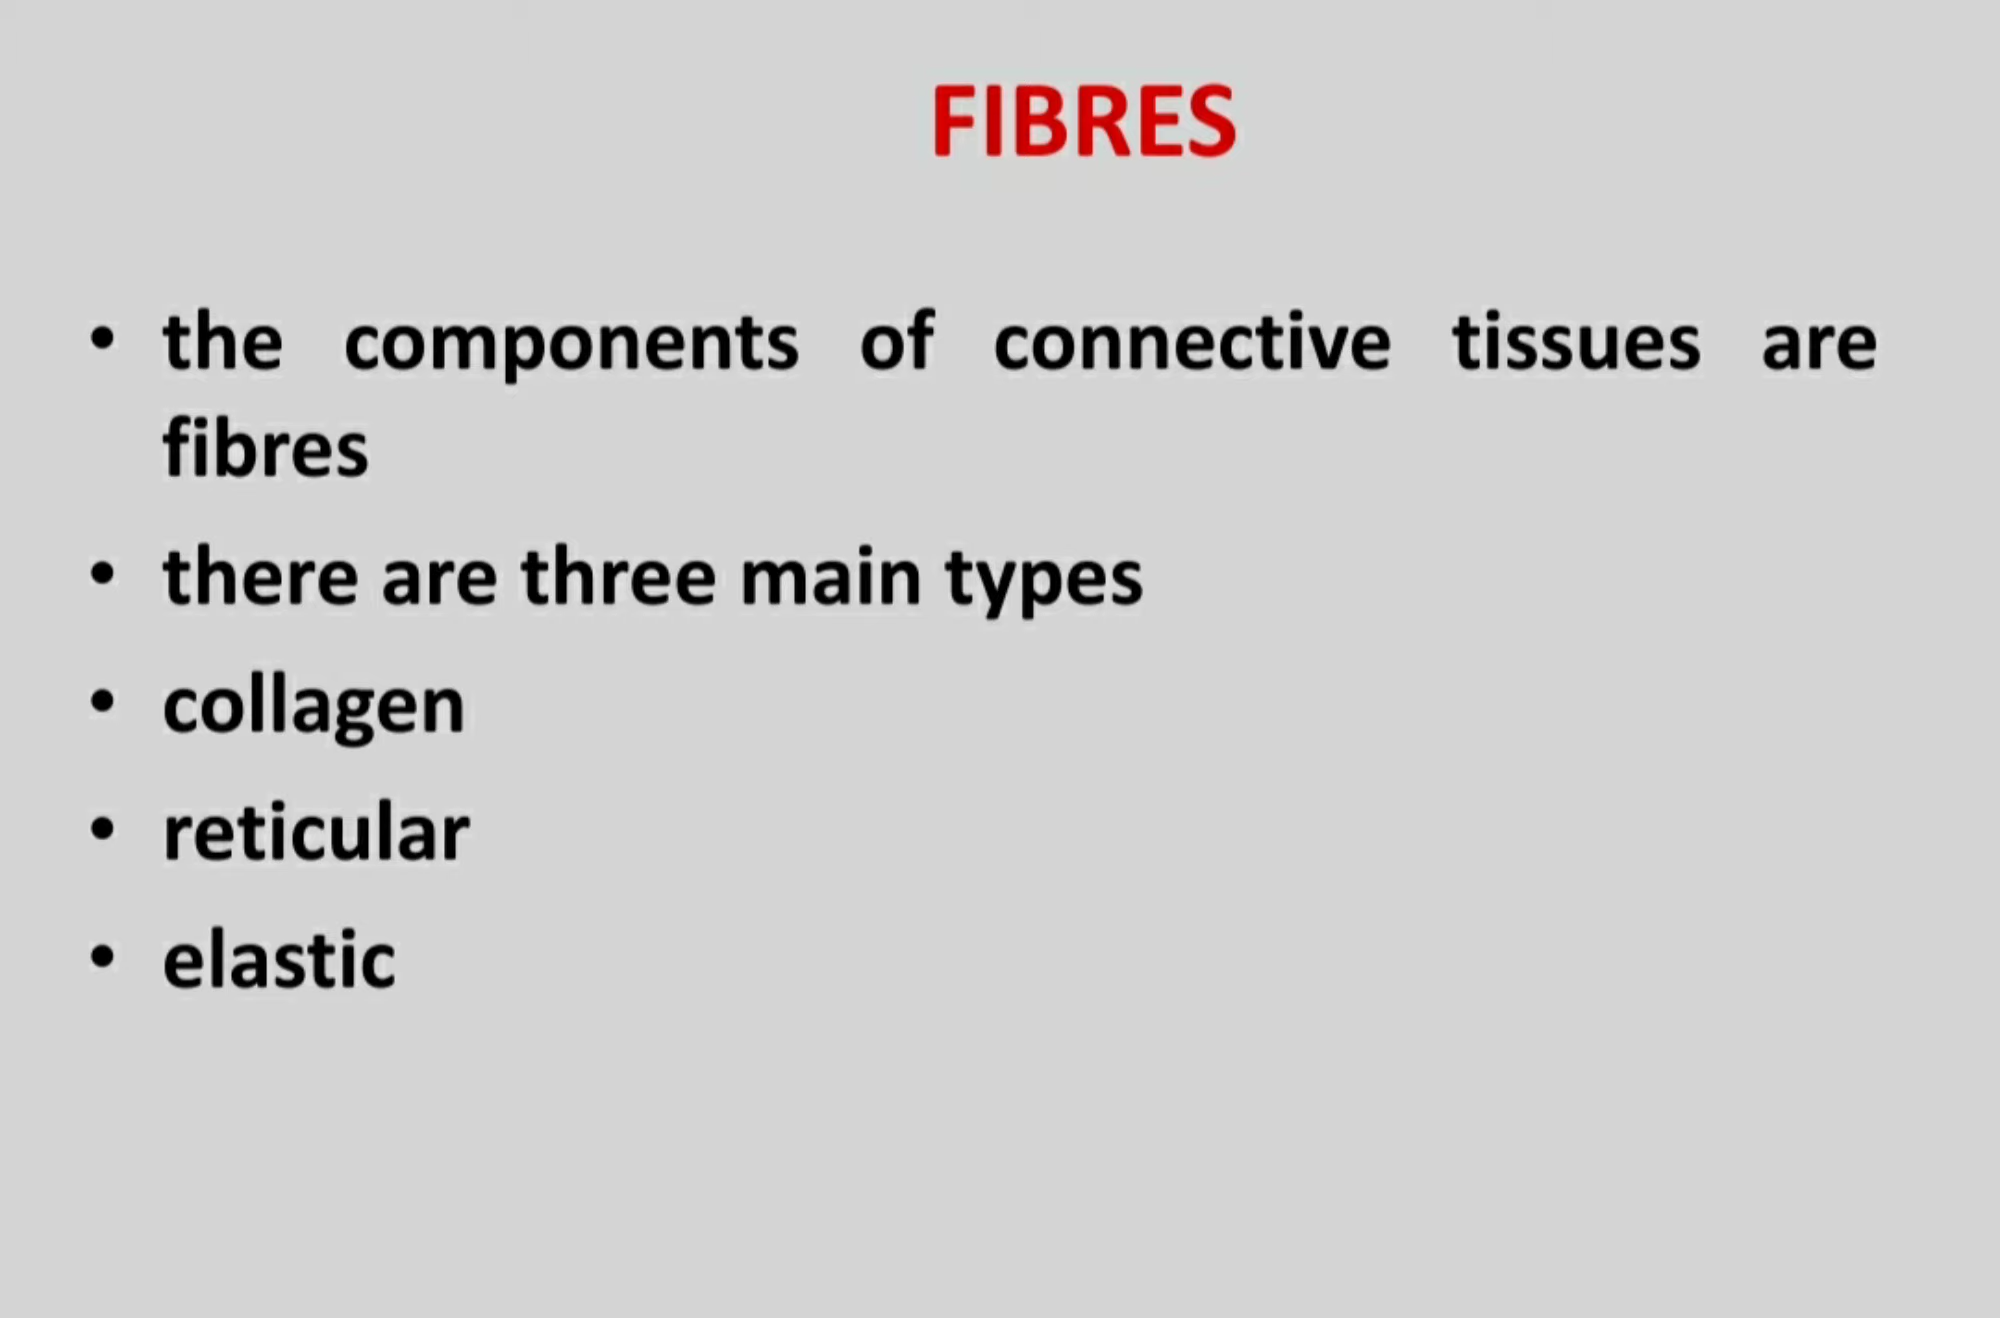 FIBRES
• the components of connective tissues are
fibres
• there are three main types
• collagen
• reticular
• elastic